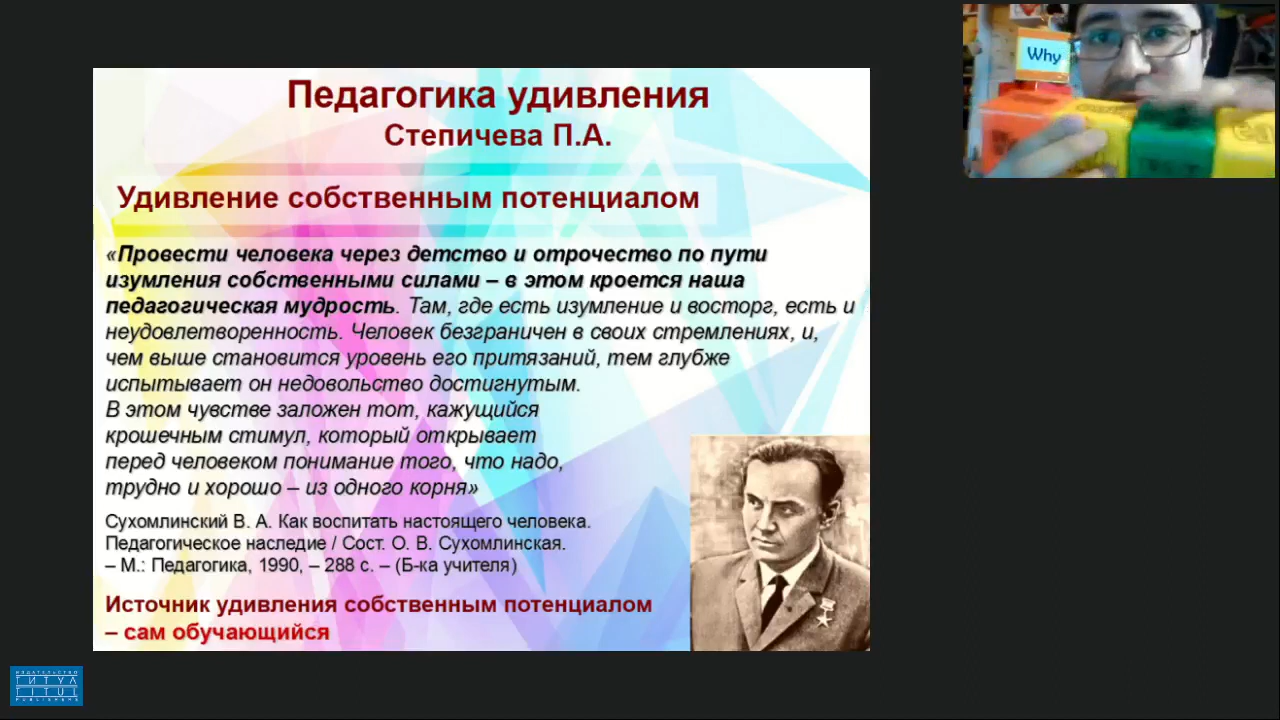 Педагогика удивления
Степичева П.А.
Удивление собственным потенциалом
«Провести человека через детство и отрочество по пути
изумления собственными силами – в этом кроется наша
педагогическая мудрость. Там, где есть изумление и восторг, есть и
неудовлетворенность. Человек безграничен в своих стремлениях, и,
чем выше становится уровень его притязаний, тем глубже
испытывает он недовольство достигнутым.
В этом чувстве заложен тот, кажущийся
крошечным стимул, который открывает
перед человеком понимание того, что надо,
трудно и хорошо – из одного корня»
Сухомлинский В. А. Как воспитать настоящего человека.
Педагогическое наследие / Сост. О. В. Сухомлинская.
– М.: Педагогика, 1990, – 288 с. – (Б-ка учителя)
Источник удивления собственным потенциалом
– сам обучающийся
Why
ИЗДАТЕЛЬСТВО
ТИТУЛ
TITUL
PUBLISHERS